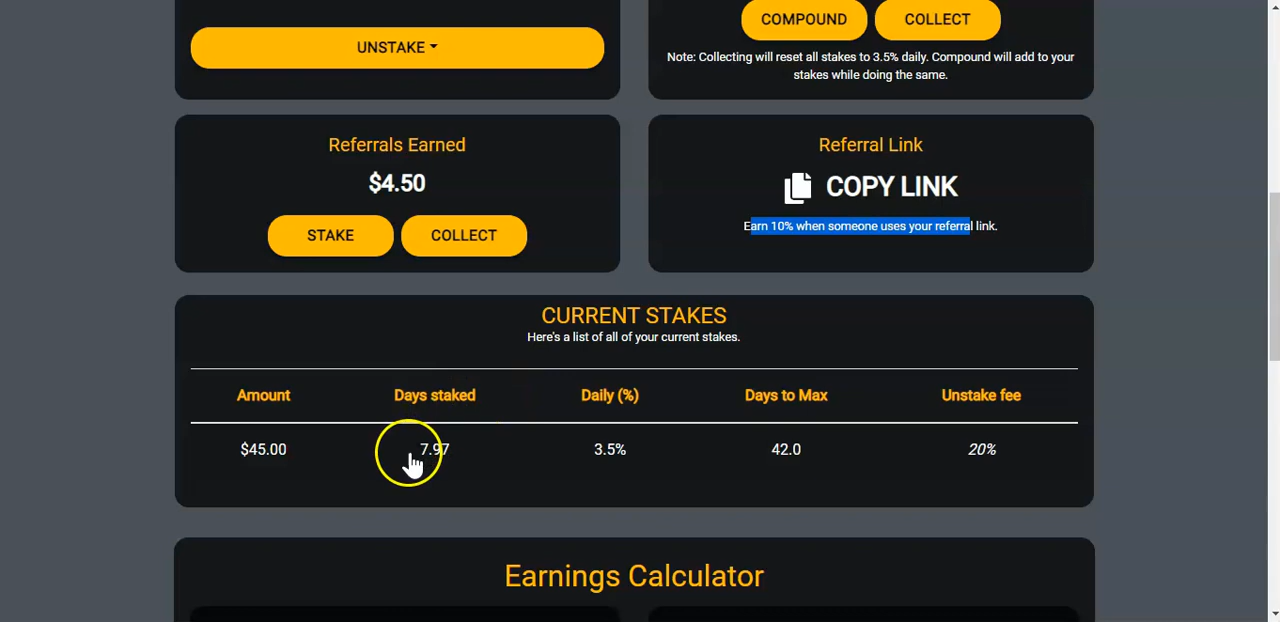 UNSTAKE
COMPOUND
COLLECT
Note: Collecting will reset all stakes to 3.5% daily. Compound will add to your
stakes while doing the same.
Referrals Earned
$4.50
STAKE
COLLECT
Referral Link
COPY LINK
Earn 10% when someone uses your referral link.
CURRENT STAKES
Here's a list of all of your current stakes.
Amount Days staked Daily (%) Days to Max Unstake fee
$45.00 7.97 3.5% 42.0 20%
Earnings Calculator